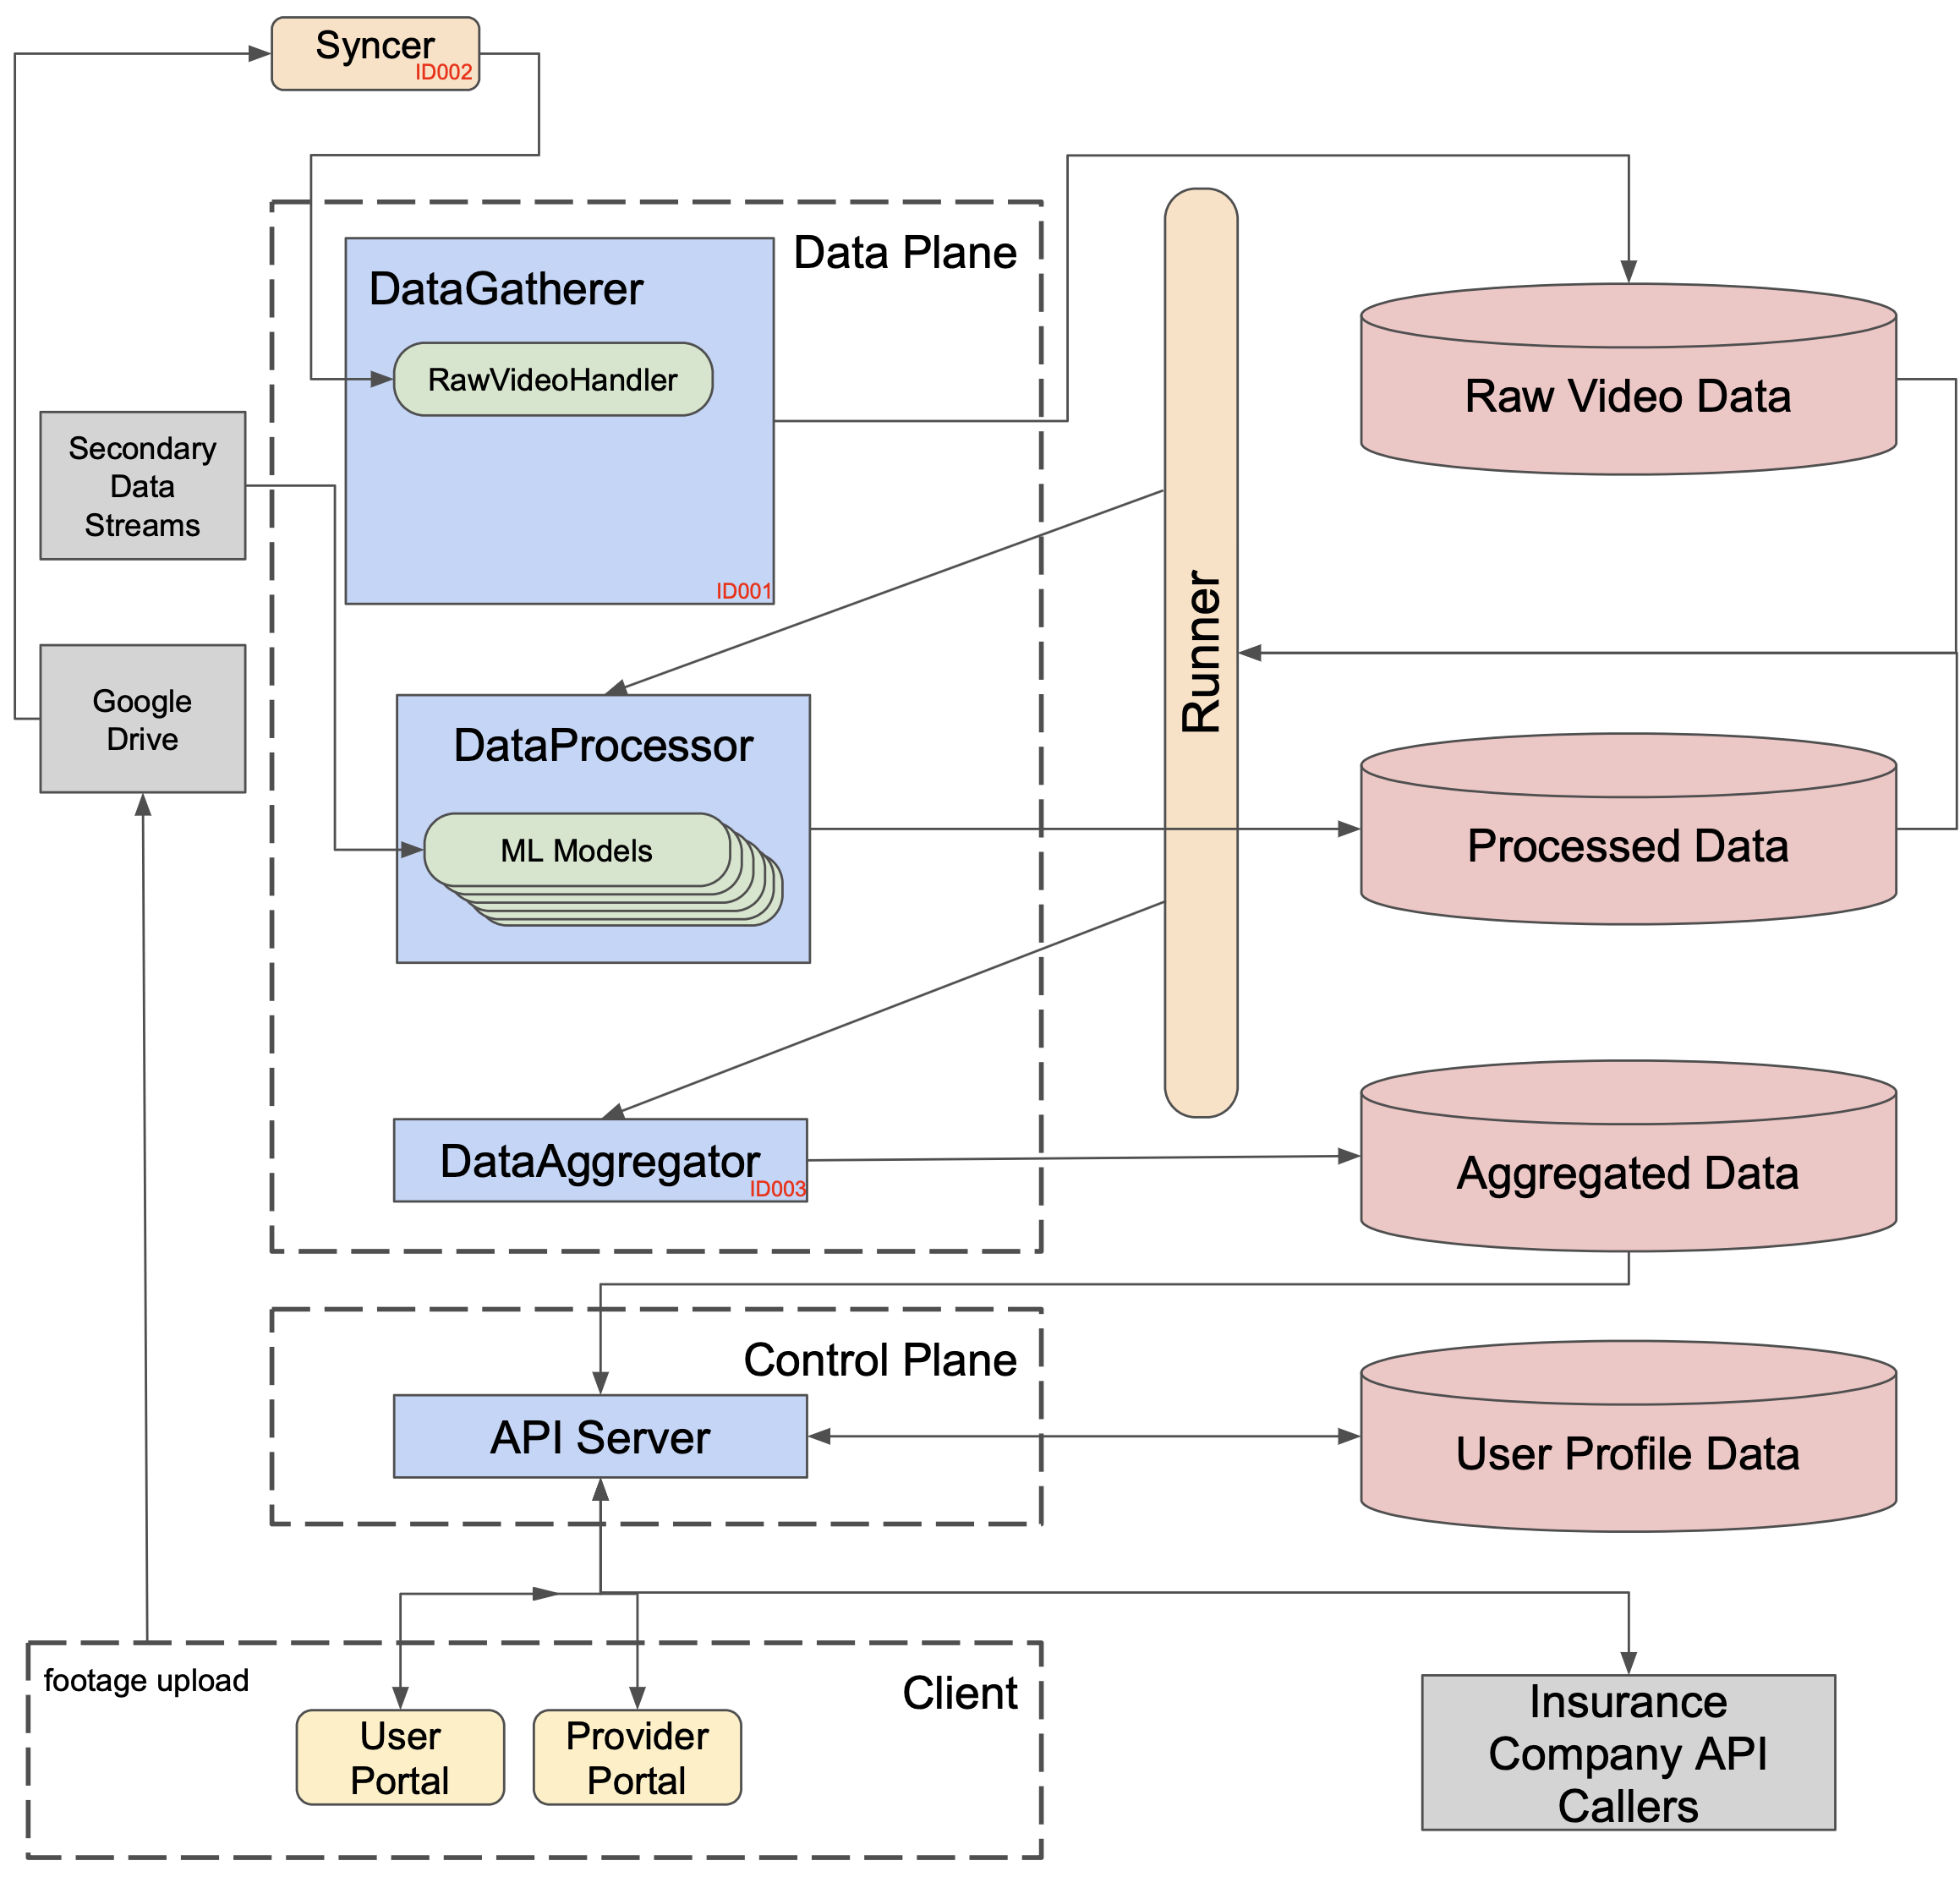 Syncer
ID002
Data Plane
DataGatherer
RawVideoHandler
ID001
Secondary
Data
Streams
Google
Drive
Runner
Raw Video Data
DataProcessor
ML Models
Processed Data
DataAggregator
ID003
Aggregated Data
Control Plane
API Server
User Profile Data
footage upload
Client
User
Portal
Provider
Portal
Insurance
Company API
Callers